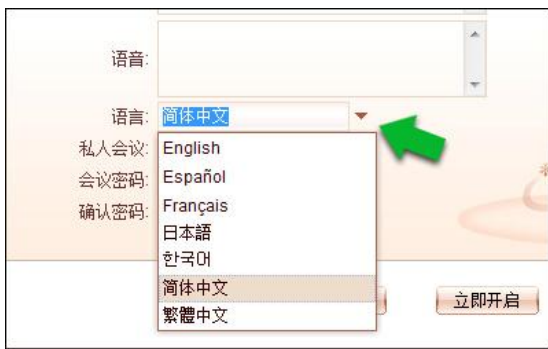 语音:
语言: 简体中文
私人会议: English
会议密码: Español
确认密码: Français
日本語
한국어
简体中文
繁體中文
立即开启